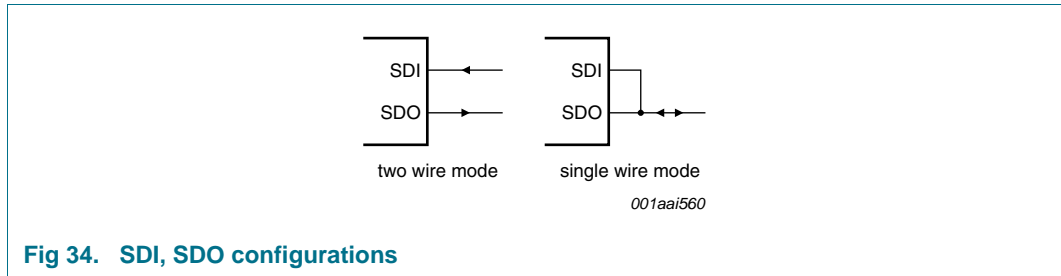 SDI
SDO
two wire mode
SDI
SDO
single wire mode
001aai560
Fig 34. SDI, SDO configurations